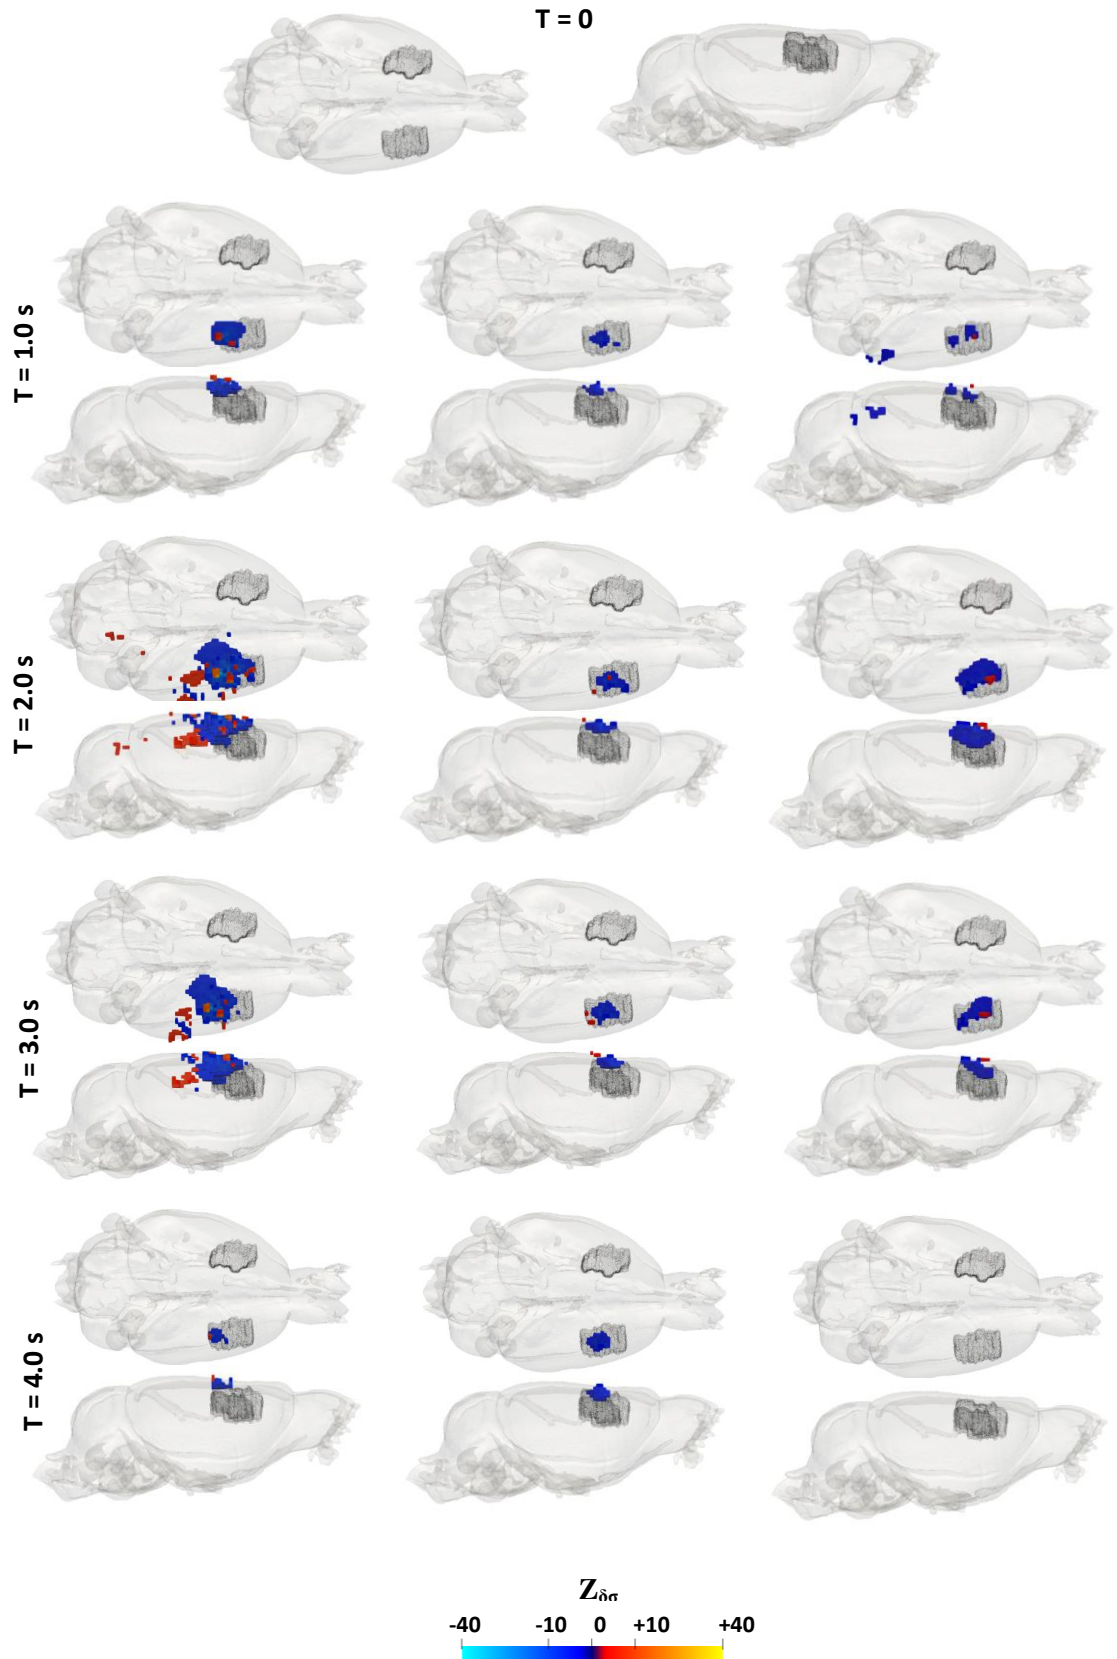 T = 0
T = 1.0 s
T = 2.0 s
T = 3.0 s
T = 4.0 s
Zδσ
-40 -10 0 +10 +40